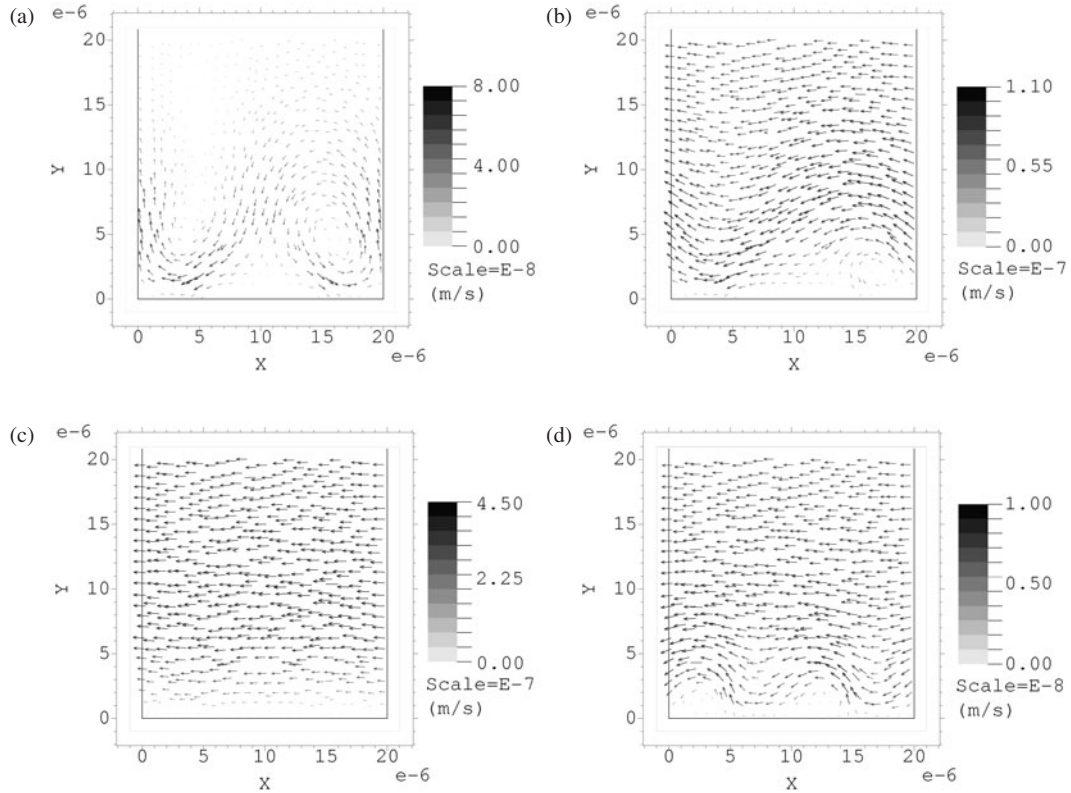 (a)
e-6
20
15
10
5
0
Y
0 5 10 15 20
e-6
X
8.00
4.00
0.00
Scale=E-8
(m/s)
(b)
e-6
20
15
10
5
0
Y
0 5 10 15 20
e-6
X
1.10
0.55
0.00
Scale=E-7
(m/s)
(c)
e-6
20
15
10
5
0
Y
0 5 10 15 20
e-6
X
4.50
2.25
0.00
Scale=E-7
(m/s)
(d)
e-6
20
15
10
5
0
Y
0 5 10 15 20
e-6
X
1.00
0.50
0.00
Scale=E-8
(m/s)